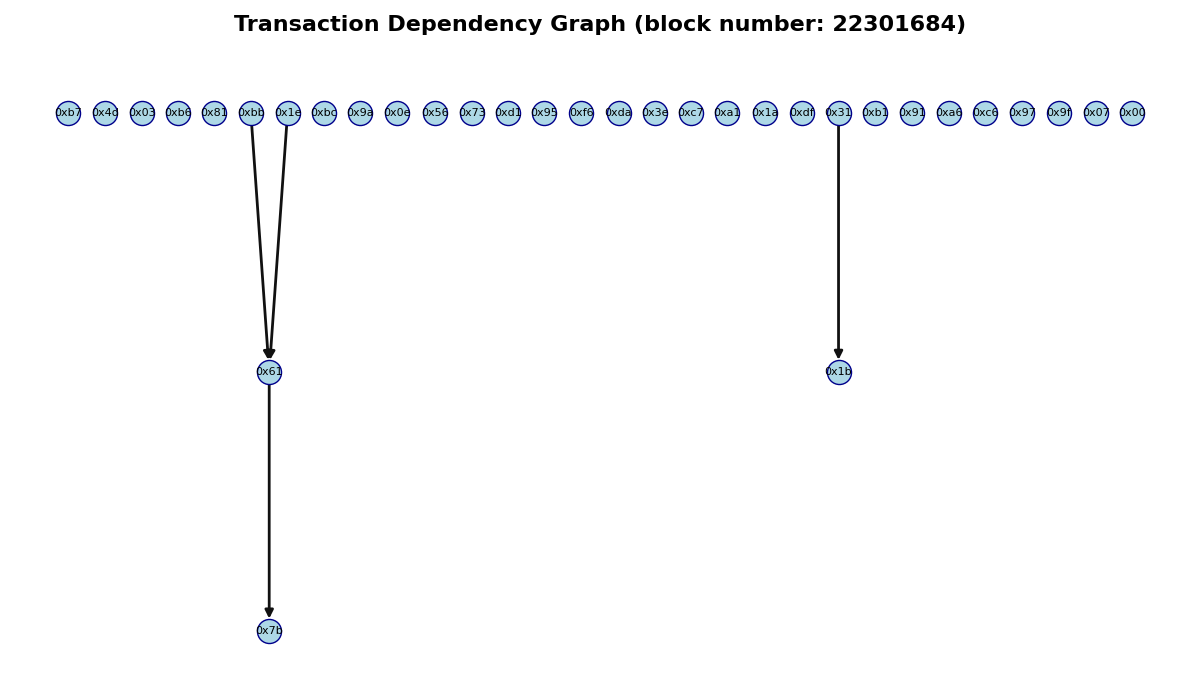 Transaction Dependency Graph (block number: 22301684)
0xb7 0x4d 0x03 0xb6 0x81 0xbb 0x1e 0xbc 0x9a 0x0e 0x56 0x73 0xd1 0x95 0xf6 0xda 0x3e 0xc7 0xa1 0x1a 0xdf 0x31 0xb1 0x91 0xa6 0xc6 0x97 0x9f 0x07 0x00
0x61 0x1b
0x7b